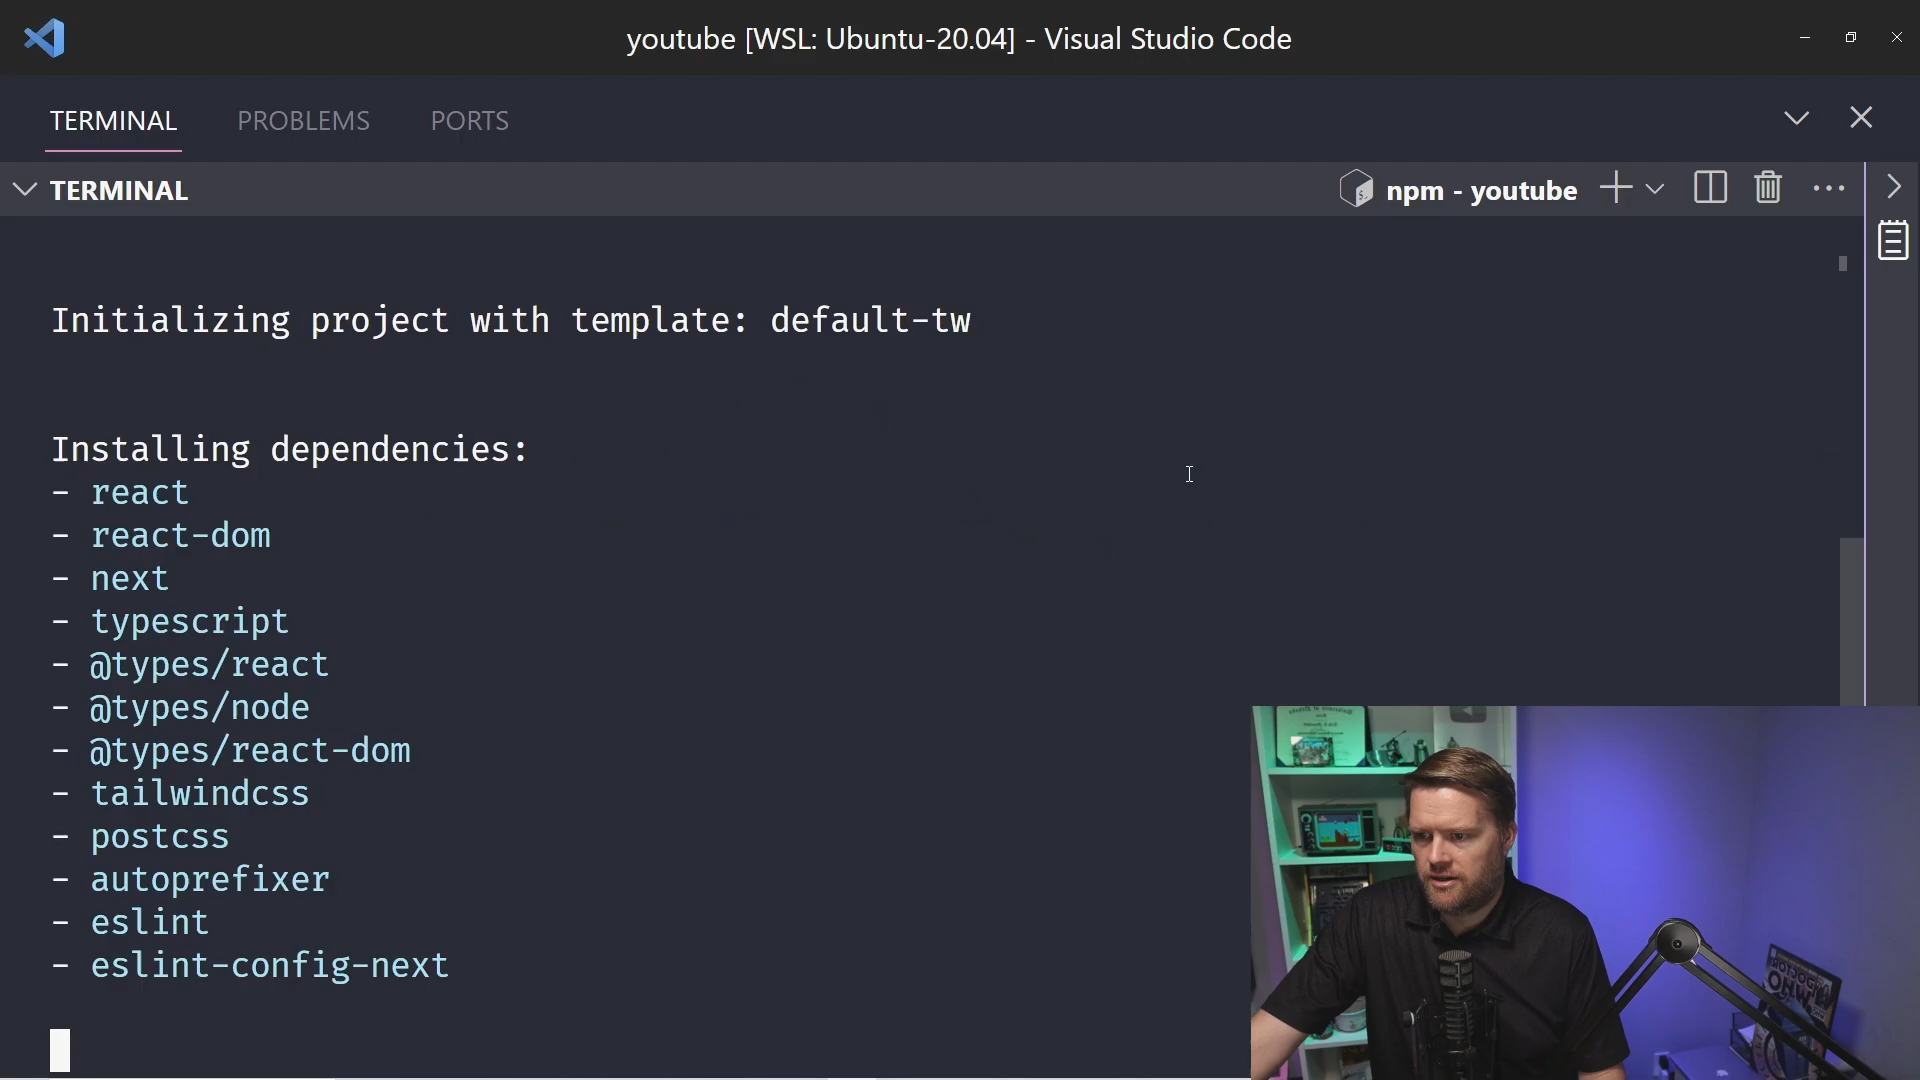 youtube [WSL: Ubuntu-20.04] - Visual Studio Code
TERMINAL PROBLEMS PORTS
TERMINAL
npm - youtube
Initializing project with template: default-tw
Installing dependencies:
- react
- react-dom
- next
- typescript
- @types/react
- @types/node
- @types/react-dom
- tailwindcss
- postcss
- autoprefixer
- eslint
- eslint-config-next
DOCTOR
WHO